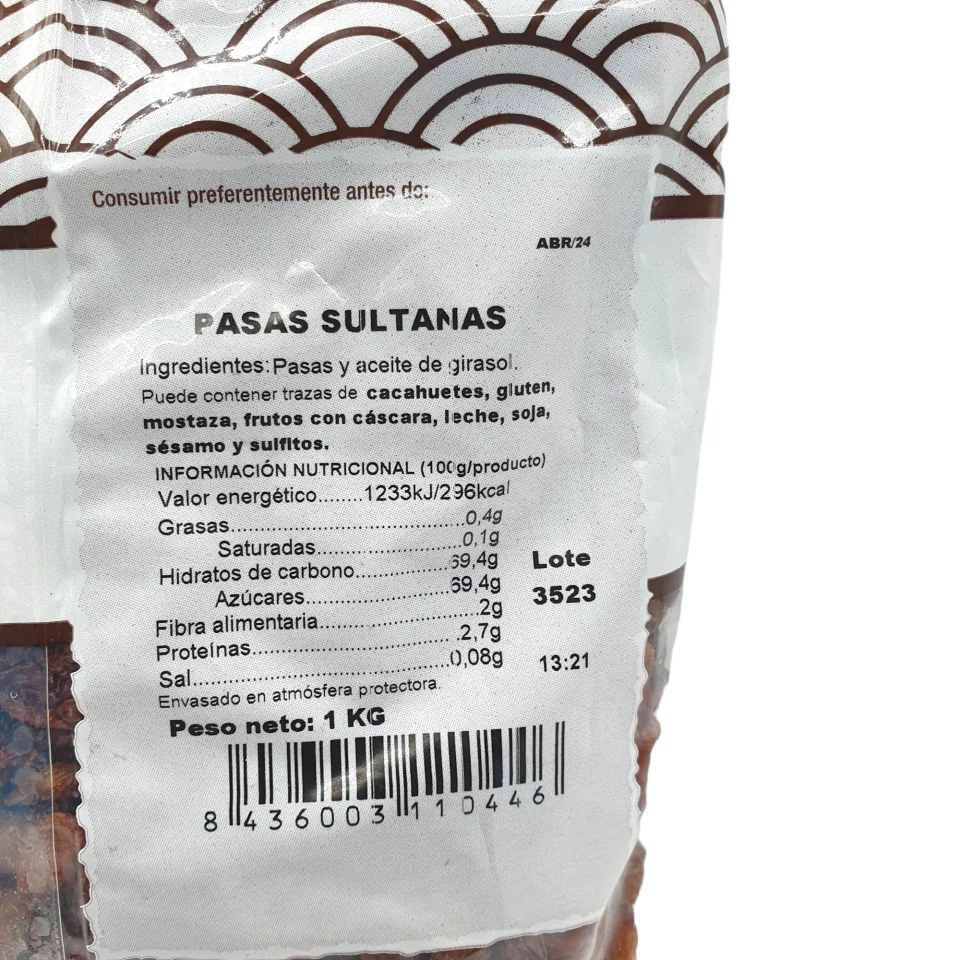 Consumir preferentemente antes de:
ABR/24
PASAS SULTANAS
Ingredientes: Pasas y aceite de girasol.
Puede contener trazas de cacahuetes, gluten,
mostaza, frutos con cáscara, leche, soja,
sésamo y sulfitos.
INFORMACIÓN NUTRICIONAL (100g/producto)
Valor energético........1233kJ/296kcal
Grasas..............................0,4g
Saturadas....................0,1g
Hidratos de carbono.............69,4g
Azúcares....................69,4g
Fibra alimentaria....................2g
Proteínas............................2,7g
Sal...................................0,08g
Lote
3523
13:21
Envasado en atmósfera protectora.
Peso neto: 1 KG
8 436003 110446